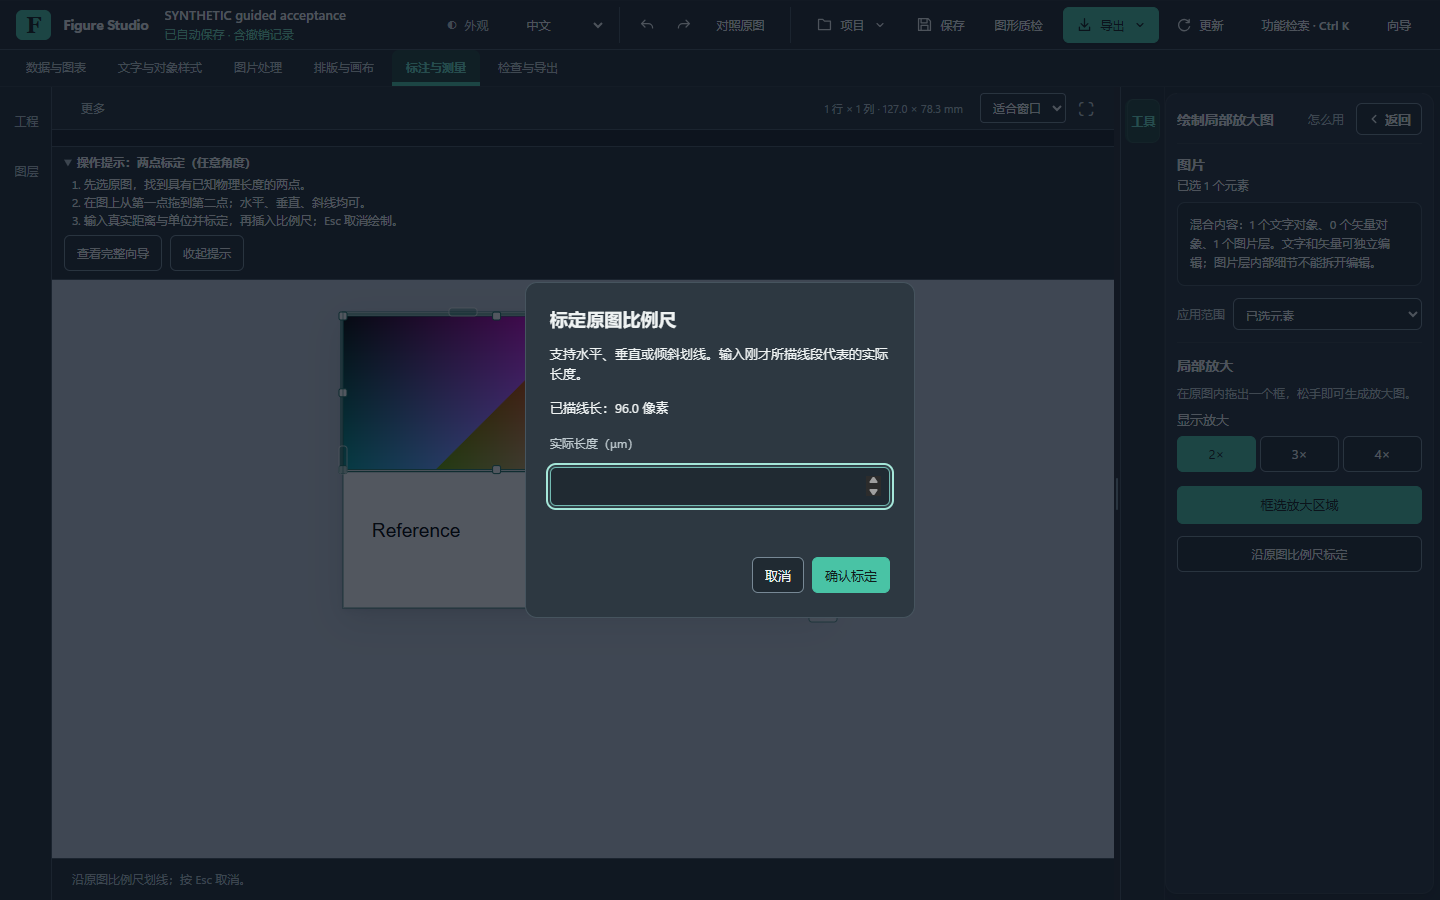 F Figure Studio
SYNTHETIC guided acceptance
已自动保存 · 含撤销记录
外观
中文
对照原图
项目
保存
图形质检
导出
更新
功能检索 · Ctrl K
向导
数据与图表
文字与对象样式
图片处理
排版与画布
标注与测量
检查与导出
工程
图层
更多
1 行 × 1 列 · 127.0 × 78.3 mm
适合窗口
操作提示：两点标定（任意角度）
1. 先选原图，找到具有已知物理长度的两点。
2. 在图上从第一点拖到第二点；水平、垂直、斜线均可。
3. 输入真实距离与单位并标定，再插入比例尺；Esc 取消绘制。
查看完整向导
收起提示
Reference
标定原图比例尺
支持水平、垂直或倾斜划线。输入刚才所描线段代表的实际
长度。
已描线长：96.0 像素
实际长度（μm）
取消
确认标定
沿原图比例尺划线；按 Esc 取消。
工具
绘制局部放大图
怎么用
返回
图片
已选 1 个元素
混合内容：1 个文字对象、0 个矢量对
象、1 个图片层。文字和矢量可独立编
辑；图片层内部细节不能拆开编辑。
应用范围
已选元素
局部放大
在原图内拖出一个框，松手即可生成放大图。
显示放大
2×
3×
4×
框选放大区域
沿原图比例尺标定